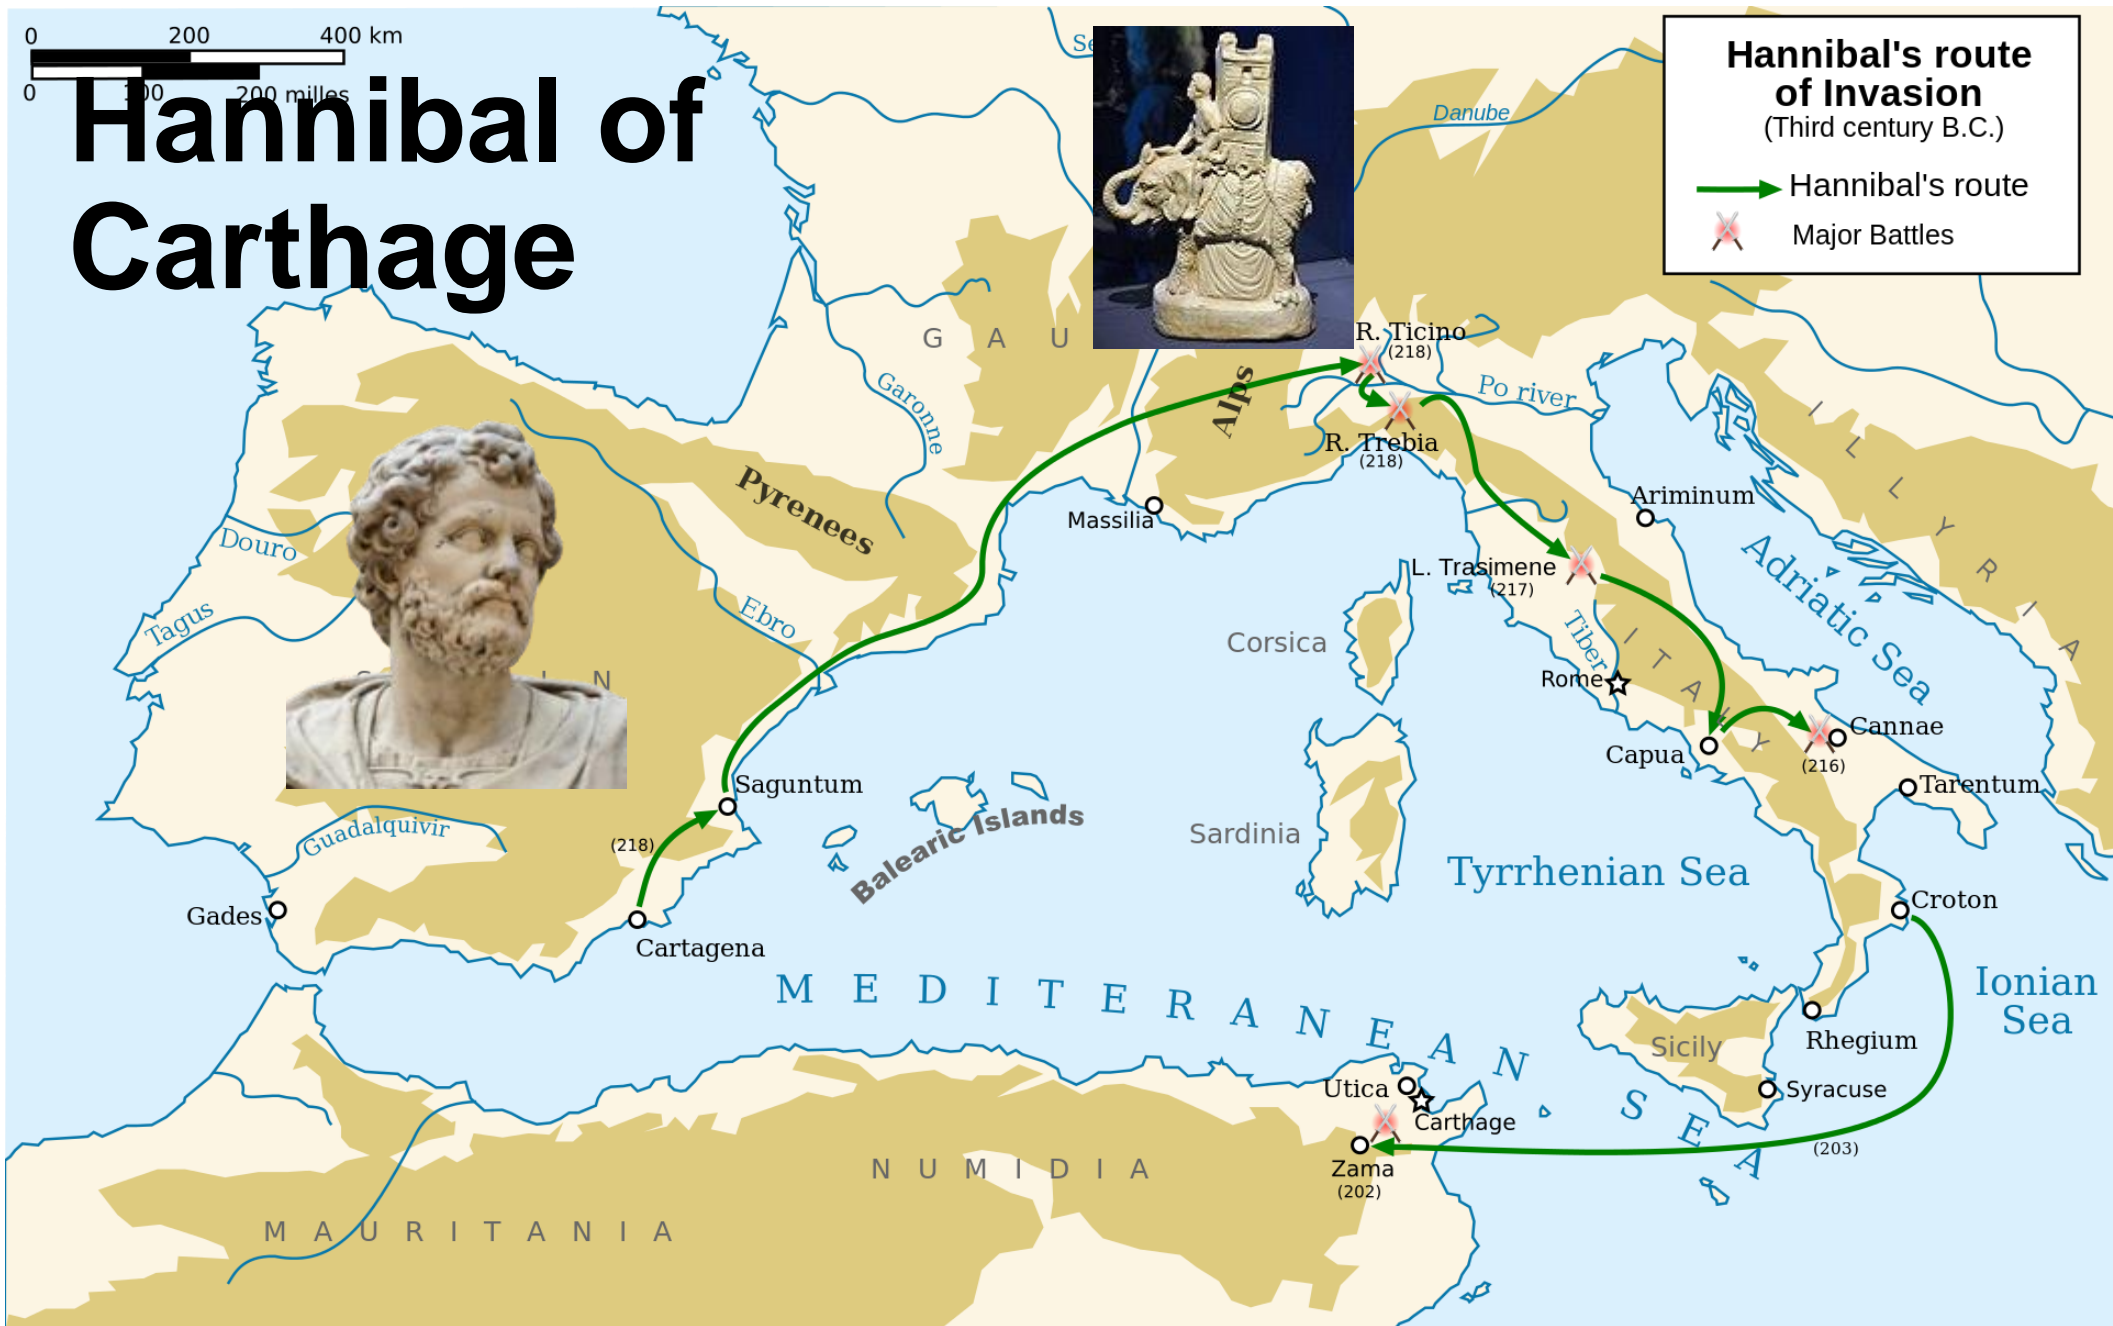 0 200 400 km
0 100 200 milles
Hannibal of
Carthage
Hannibal's route
of Invasion
(Third century B.C.)
Hannibal's route
Major Battles
Danube
G A U
Garonne
Alps
R. Ticino
(218)
Po river
R. Trebia
(218)
Pyrenees
Massilia
Ariminum
I L L Y R I A
Adriatic Sea
L. Trasimene
(217)
Tiber
Rome
I T A L Y
Capua
Cannae
(216)
Tarentum
Douro
Tagus
Ebro
Corsica
Sardinia
Saguntum
(218)
Balearic Islands
Guadalquivir
Gades
Cartagena
Tyrrhenian Sea
Croton
Ionian
Sea
M E D I T E R A N E A N S E A
Sicily
Rhegium
Syracuse
Utica
Carthage
Zama
(202)
(203)
N U M I D I A
M A U R I T A N I A